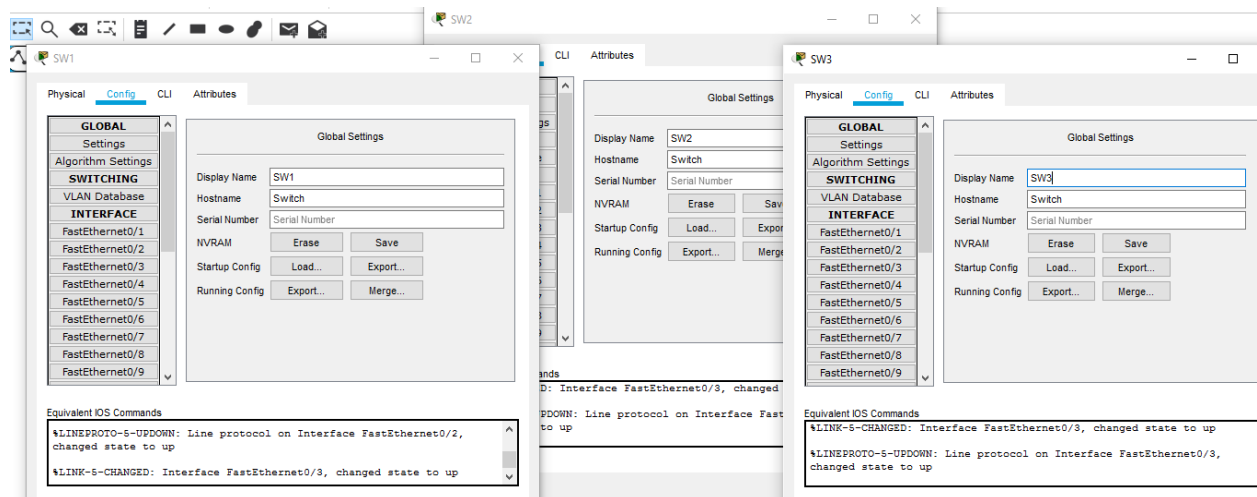 SW2
CLI
Attributes
Global Settings
Display Name
SW2
Hostname
Switch
Serial Number
Serial Number
NVRAM
Erase
Startup Config
Load...
Running Config
Export...
D: Interface FastEthernet0/3, changed
PDOWN: Line protocol on Interface Fast
to up
SW1
Physical
Config
CLI
Attributes
GLOBAL
Settings
Algorithm Settings
SWITCHING
VLAN Database
INTERFACE
FastEthernet0/1
FastEthernet0/2
FastEthernet0/3
FastEthernet0/4
FastEthernet0/5
FastEthernet0/6
FastEthernet0/7
FastEthernet0/8
FastEthernet0/9
Global Settings
Display Name
SW1
Hostname
Switch
Serial Number
Serial Number
NVRAM
Erase
Save
Startup Config
Load...
Export...
Running Config
Export...
Merge...
Equivalent IOS Commands
%LINEPROTO-5-UPDOWN: Line protocol on Interface FastEthernet0/2,
changed state to up
%LINK-5-CHANGED: Interface FastEthernet0/3, changed state to up
SW3
Physical
Config
CLI
Attributes
GLOBAL
Settings
Algorithm Settings
SWITCHING
VLAN Database
INTERFACE
FastEthernet0/1
FastEthernet0/2
FastEthernet0/3
FastEthernet0/4
FastEthernet0/5
FastEthernet0/6
FastEthernet0/7
FastEthernet0/8
FastEthernet0/9
Global Settings
Display Name
SW3
Hostname
Switch
Serial Number
Serial Number
NVRAM
Erase
Save
Startup Config
Load...
Export...
Running Config
Export...
Merge...
Equivalent IOS Commands
%LINK-5-CHANGED: Interface FastEthernet0/3, changed state to up
%LINEPROTO-5-UPDOWN: Line protocol on Interface FastEthernet0/3,
changed state to up